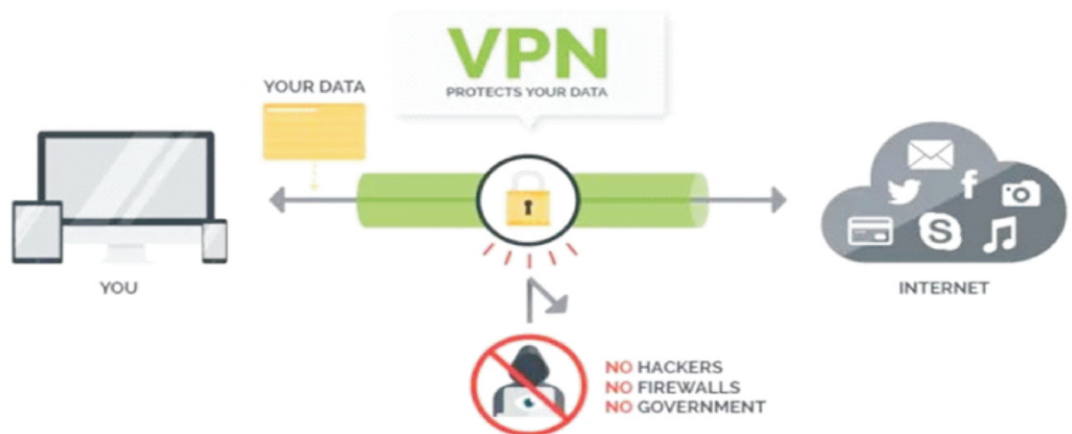 VPN
PROTECTS YOUR DATA
YOUR DATA
YOU
INTERNET
NO HACKERS
NO FIREWALLS
NO GOVERNMENT